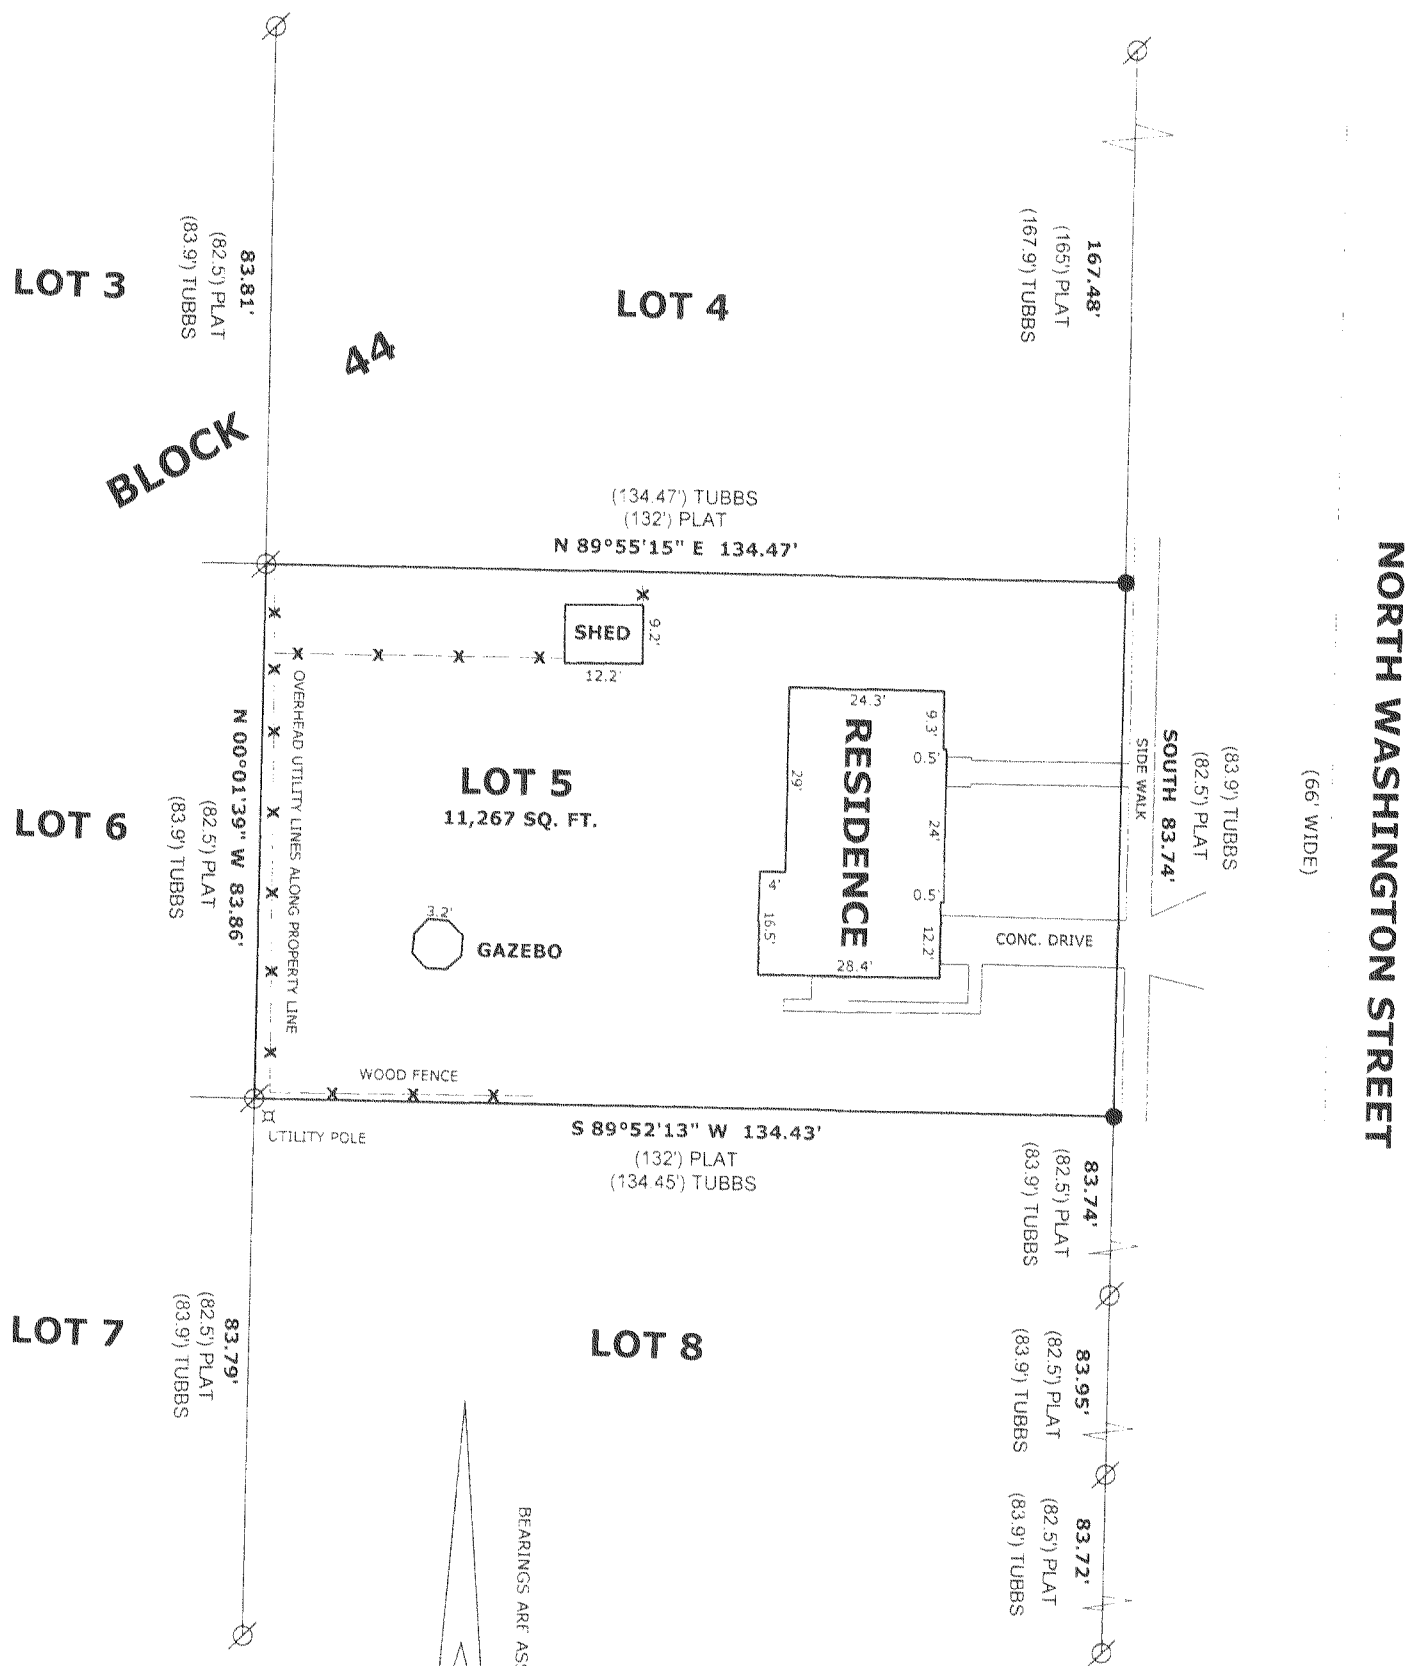 LOT 3
83.81'
(82.5') PLAT
(83.9') TUBBS
LOT 4
167.48'
(165') PLAT
(167.9') TUBBS
BLOCK 44
(134.47') TUBBS
(132') PLAT
N 89°55'15" E 134.47'
SHED
9.2'
12.2'
NORTH WASHINGTON STREET
(66' WIDE)
(83.9') TUBBS
(82.5') PLAT
SOUTH 83.74'
SIDE WALK
LOT 6
N 00°01'39" W 83.86'
(82.5') PLAT
(83.9') TUBBS
OVERHEAD UTILITY LINES ALONG PROPERTY LINE
LOT 5
11,267 SQ. FT.
RESIDENCE
24.3'
9.3'
0.5'
29'
24'
4'
0.5'
16.5'
12.2'
28.4'
CONC. DRIVE
3.2'
GAZEBO
WOOD FENCE
UTILITY POLE
S 89°52'13" W 134.43'
(132') PLAT
(134.45') TUBBS
83.74'
(82.5') PLAT
(83.9') TUBBS
LOT 7
83.79'
(82.5') PLAT
(83.9') TUBBS
LOT 8
83.95'
(82.5') PLAT
(83.9') TUBBS
83.72'
(82.5') PLAT
(83.9') TUBBS
BEARINGS ARE